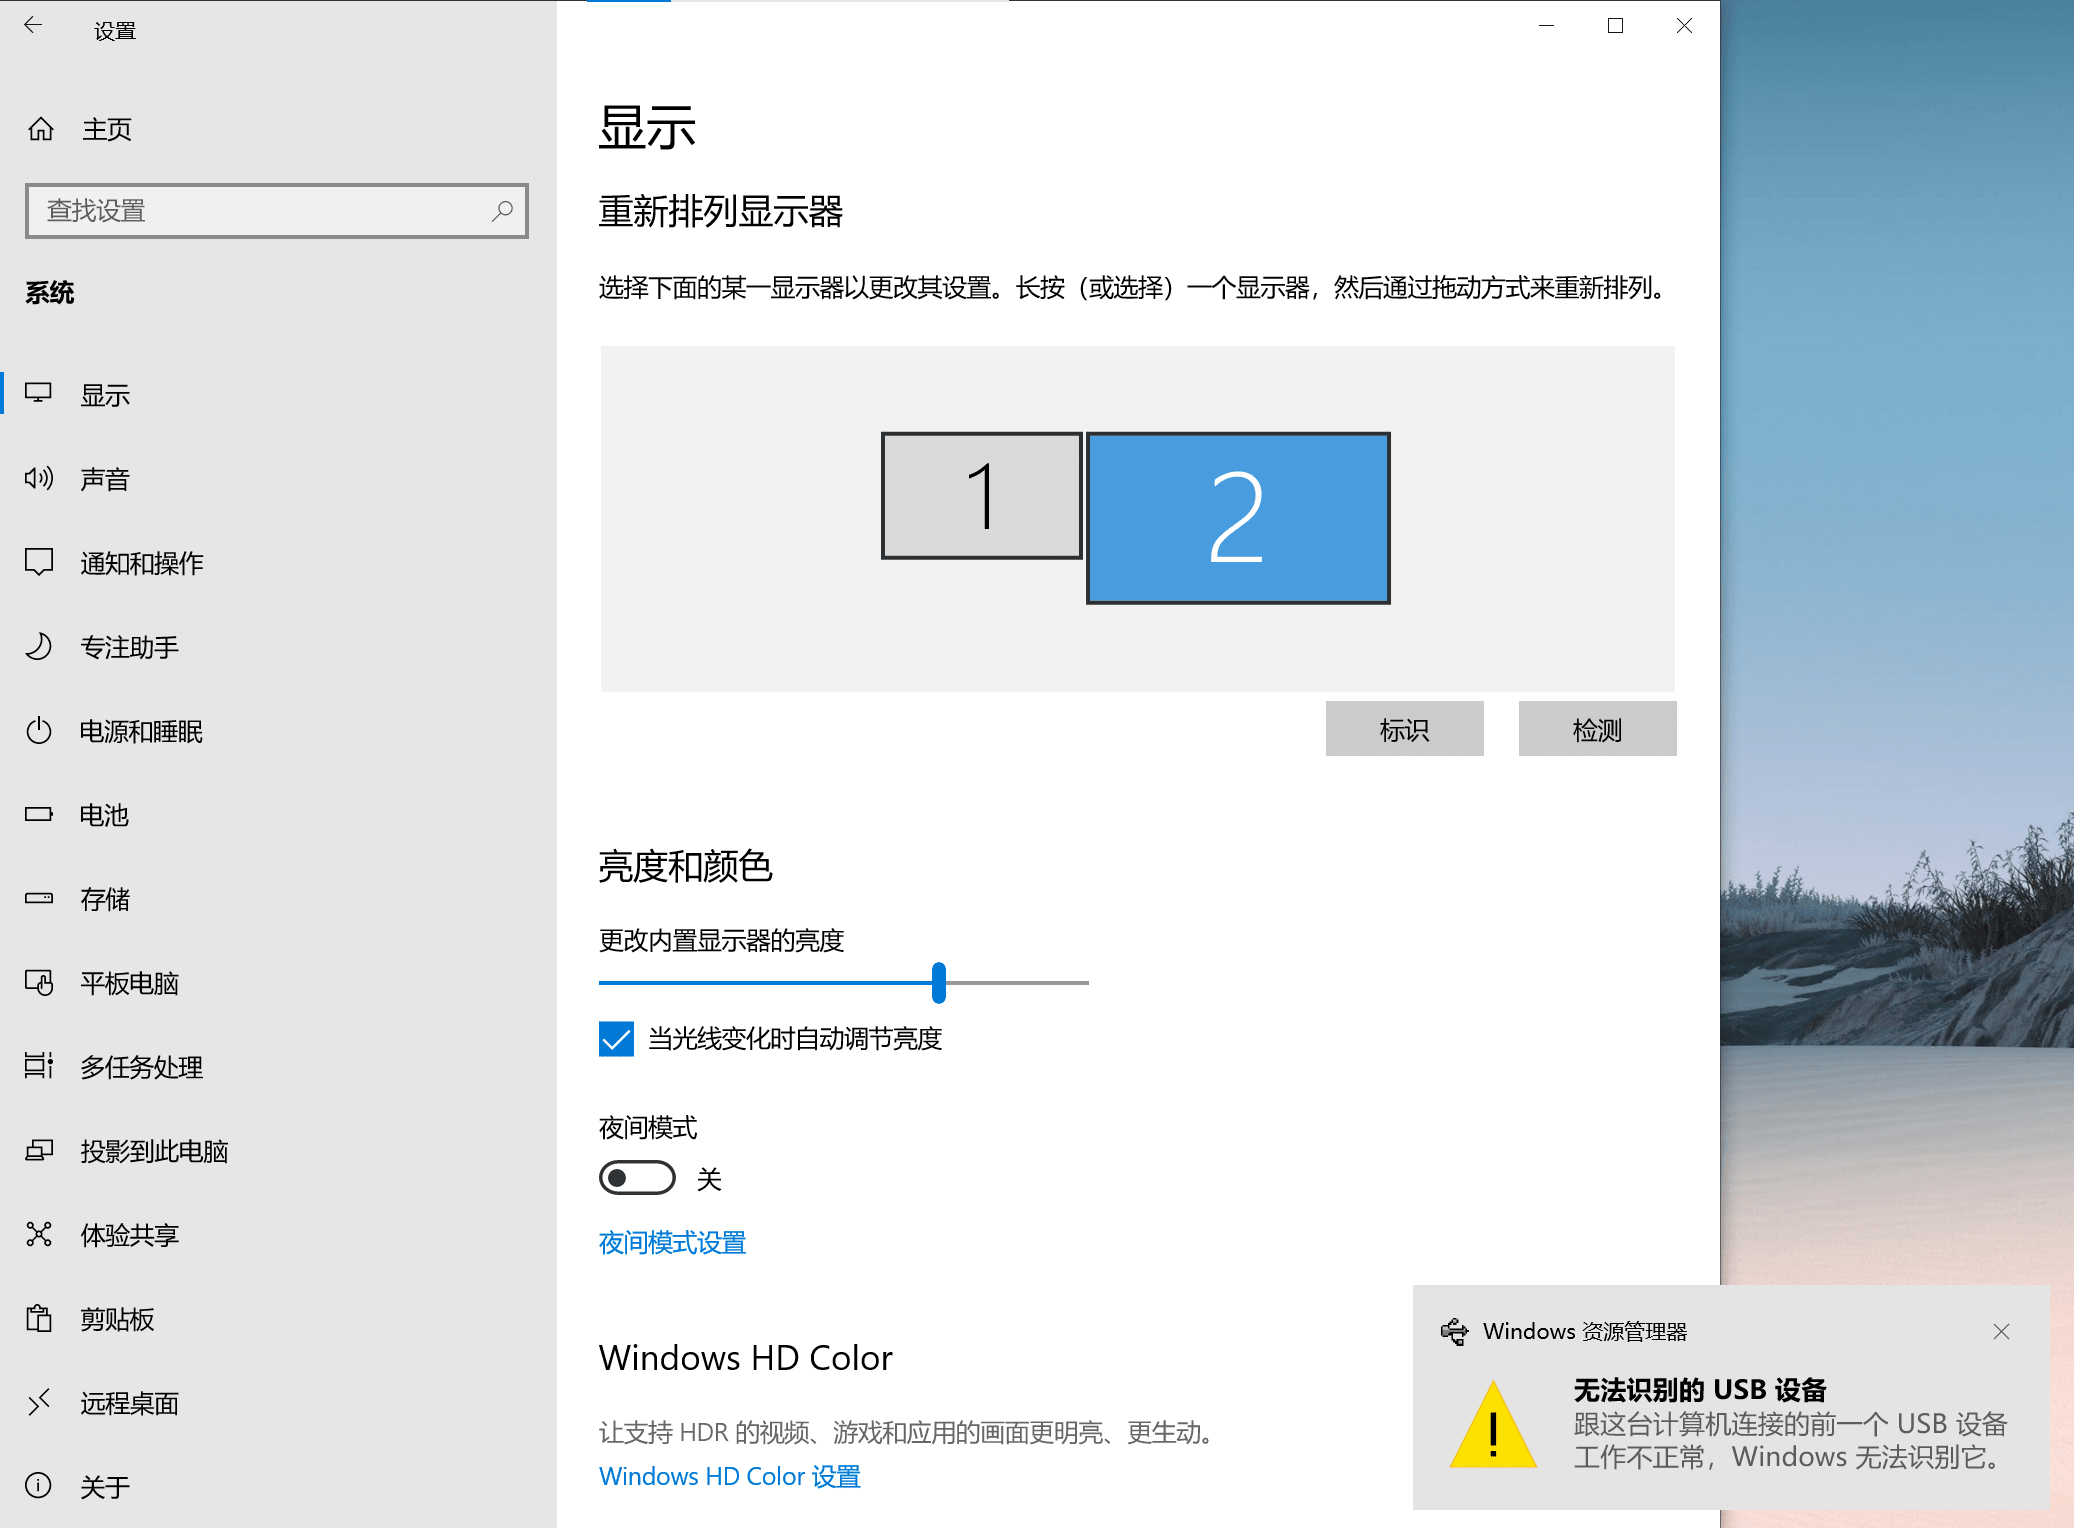 设置
主页
查找设置
系统
显示
声音
通知和操作
专注助手
电源和睡眠
电池
存储
平板电脑
多任务处理
投影到此电脑
体验共享
剪贴板
远程桌面
关于
显示
重新排列显示器
选择下面的某一显示器以更改其设置。长按（或选择）一个显示器，然后通过拖动方式来重新排列。
1
2
标识
检测
亮度和颜色
更改内置显示器的亮度
当光线变化时自动调节亮度
夜间模式
关
夜间模式设置
Windows HD Color
让支持 HDR 的视频、游戏和应用的画面更明亮、更生动。
Windows HD Color 设置
Windows 资源管理器
无法识别的 USB 设备
跟这台计算机连接的前一个 USB 设备
工作不正常，Windows 无法识别它。